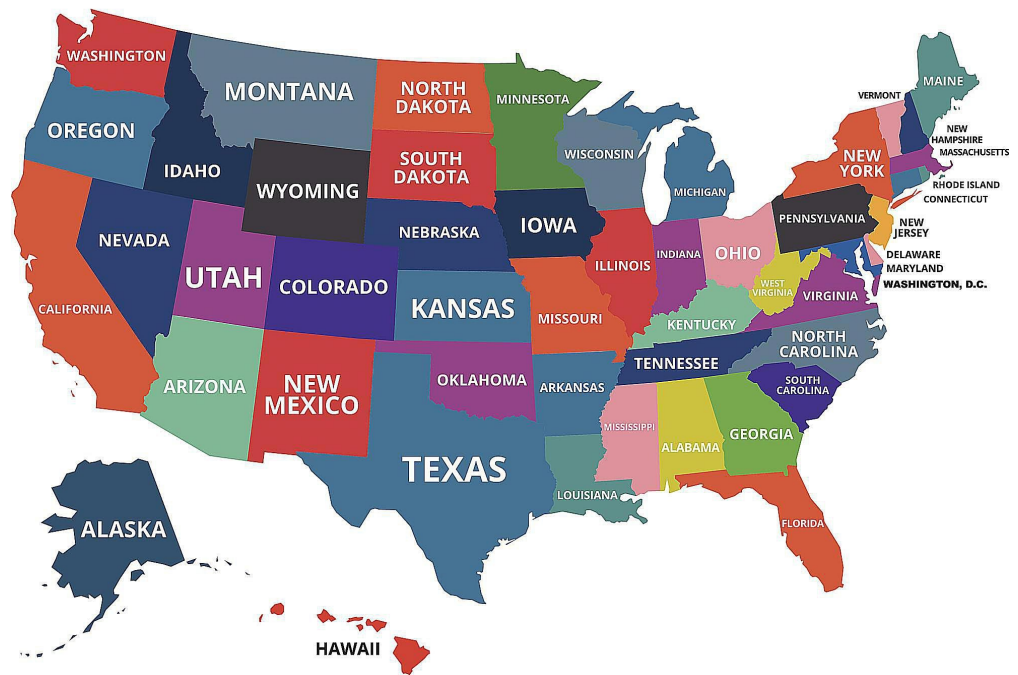 WASHINGTON
OREGON
CALIFORNIA
NEVADA
IDAHO
MONTANA
WYOMING
UTAH
COLORADO
ARIZONA
NEW
MEXICO
NORTH
DAKOTA
SOUTH
DAKOTA
NEBRASKA
KANSAS
OKLAHOMA
TEXAS
MINNESOTA
IOWA
MISSOURI
ARKANSAS
LOUISIANA
WISCONSIN
ILLINOIS
MICHIGAN
INDIANA
OHIO
KENTUCKY
TENNESSEE
MISSISSIPPI
ALABAMA
GEORGIA
FLORIDA
SOUTH
CAROLINA
NORTH
CAROLINA
VIRGINIA
WEST
VIRGINIA
PENNSYLVANIA
NEW
YORK
VERMONT
MAINE
NEW
HAMPSHIRE
MASSACHUSETTS
RHODE ISLAND
CONNECTICUT
NEW
JERSEY
DELAWARE
MARYLAND
WASHINGTON, D.C.
ALASKA
HAWAII